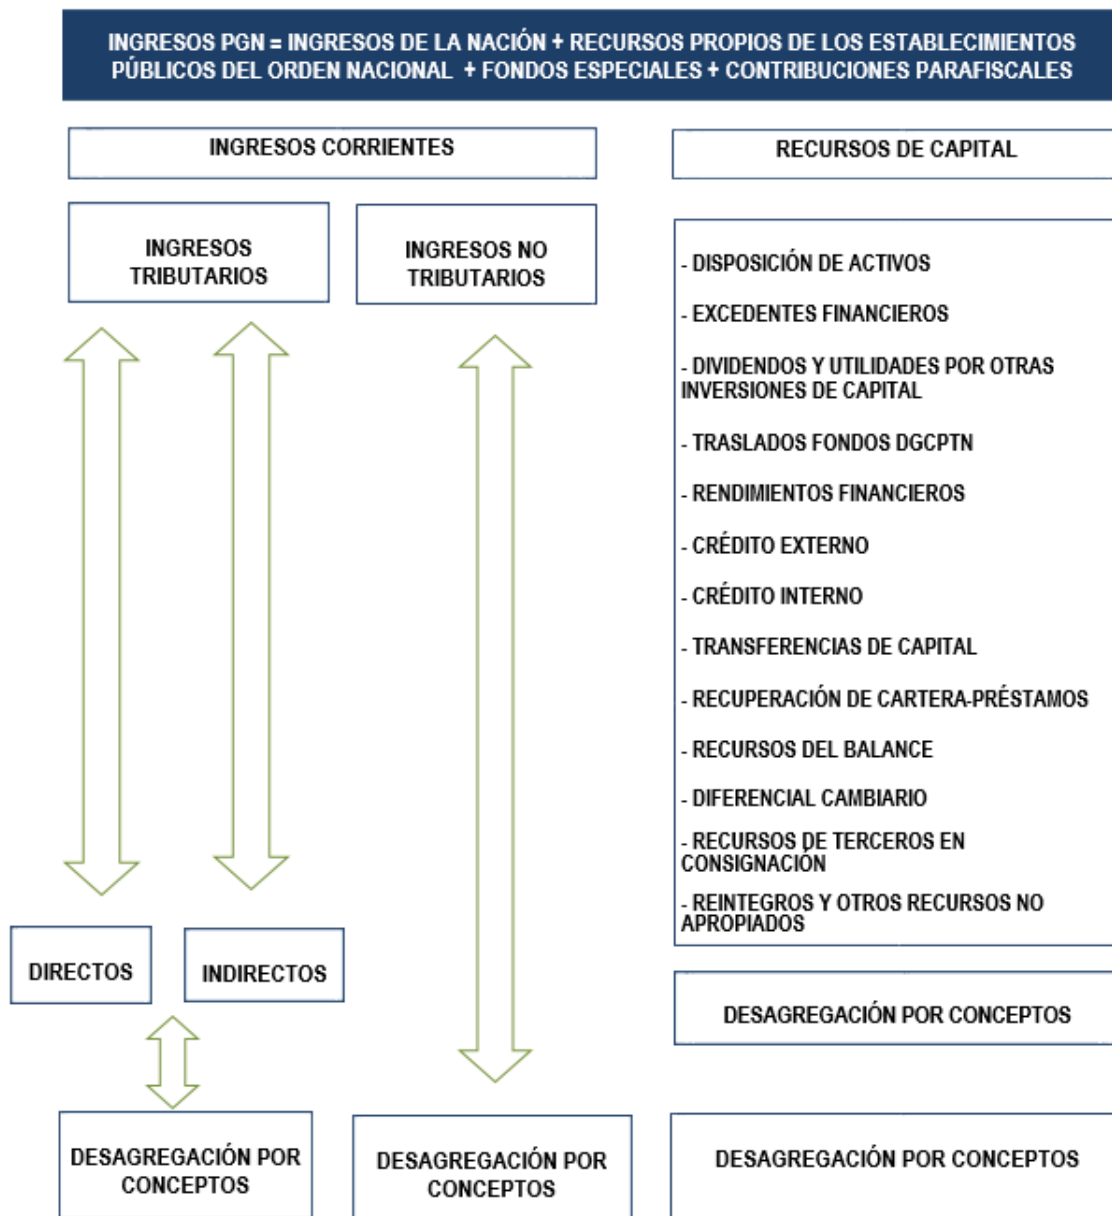 INGRESOS PGN = INGRESOS DE LA NACIÓN + RECURSOS PROPIOS DE LOS ESTABLECIMIENTOS
PÚBLICOS DEL ORDEN NACIONAL + FONDOS ESPECIALES + CONTRIBUCIONES PARAFISCALES
INGRESOS CORRIENTES
RECURSOS DE CAPITAL
INGRESOS
TRIBUTARIOS
INGRESOS NO
TRIBUTARIOS
- DISPOSICIÓN DE ACTIVOS
- EXCEDENTES FINANCIEROS
- DIVIDENDOS Y UTILIDADES POR OTRAS
INVERSIONES DE CAPITAL
- TRASLADOS FONDOS DGCPTN
- RENDIMIENTOS FINANCIEROS
- CRÉDITO EXTERNO
- CRÉDITO INTERNO
- TRANSFERENCIAS DE CAPITAL
- RECUPERACIÓN DE CARTERA-PRÉSTAMOS
- RECURSOS DEL BALANCE
- DIFERENCIAL CAMBIARIO
- RECURSOS DE TERCEROS EN
CONSIGNACIÓN
- REINTEGROS Y OTROS RECURSOS NO
APROPIADOS
DIRECTOS
INDIRECTOS
DESAGREGACIÓN POR CONCEPTOS
DESAGREGACIÓN POR
CONCEPTOS
DESAGREGACIÓN POR
CONCEPTOS
DESAGREGACIÓN POR CONCEPTOS